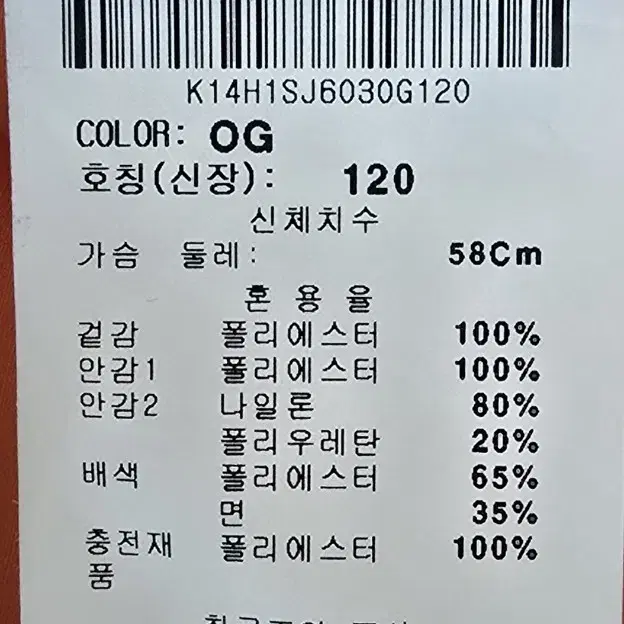 K14H1SJ6030G120
COLOR: OG
호칭(신장): 120
신체치수
가슴 둘레: 58Cm
혼 용 율
겉감 폴리에스터 100%
안감1 폴리에스터 100%
안감2 나일론 80%
폴리우레탄 20%
배색 폴리에스터 65%
면 35%
충전재 폴리에스터 100%
품